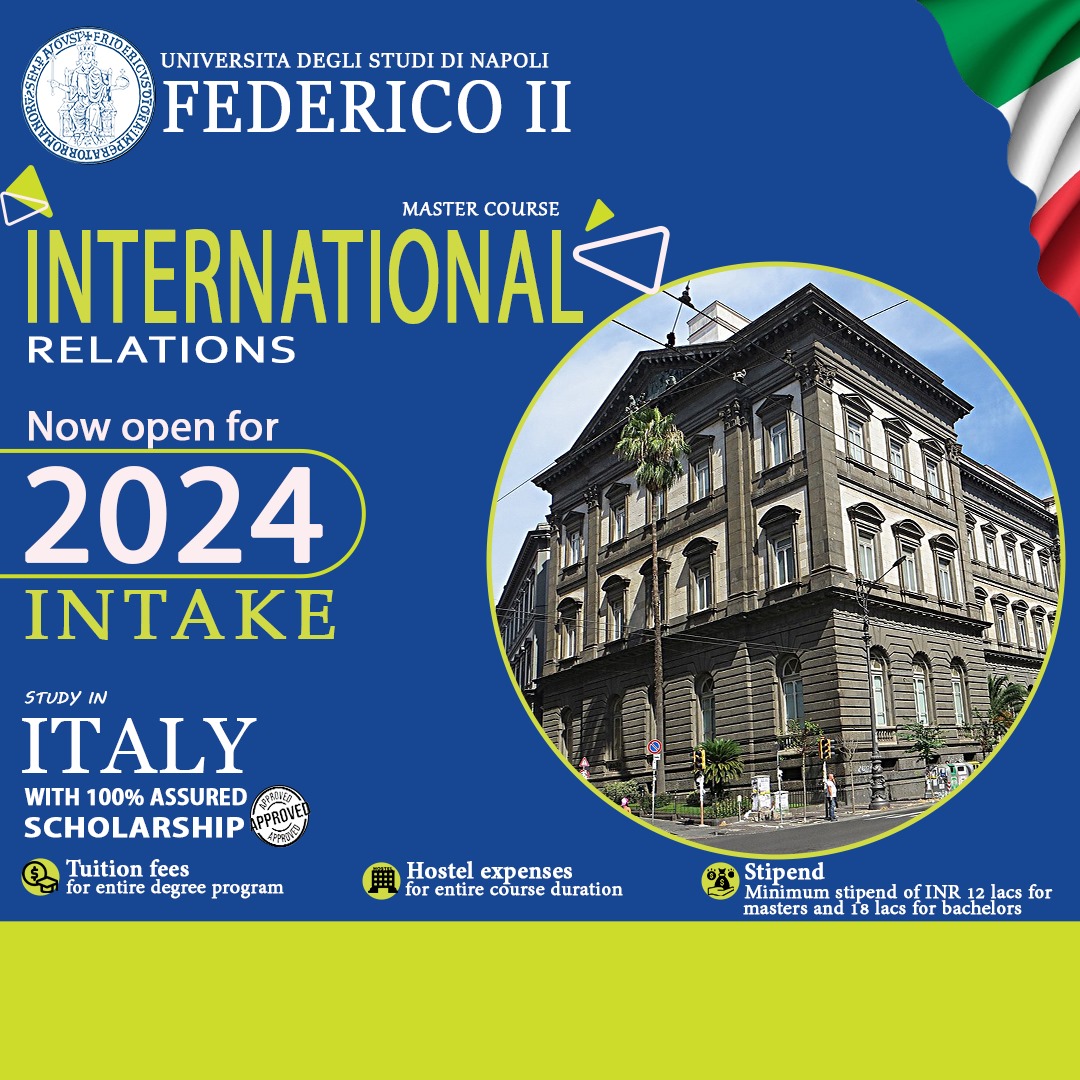 UNIVERSITA DEGLI STUDI DI NAPOLI
FEDERICO II
MASTER COURSE
INTERNATIONAL
RELATIONS
Now open for
2024
INTAKE
STUDY IN
ITALY
WITH 100% ASSURED
SCHOLARSHIP
APPROVED
APPROVED
APPROVED
Tuition fees
for entire degree program
Hostel expenses
for entire course duration
Stipend
Minimum stipend of INR 12 lacs for
masters and 18 lacs for bachelors